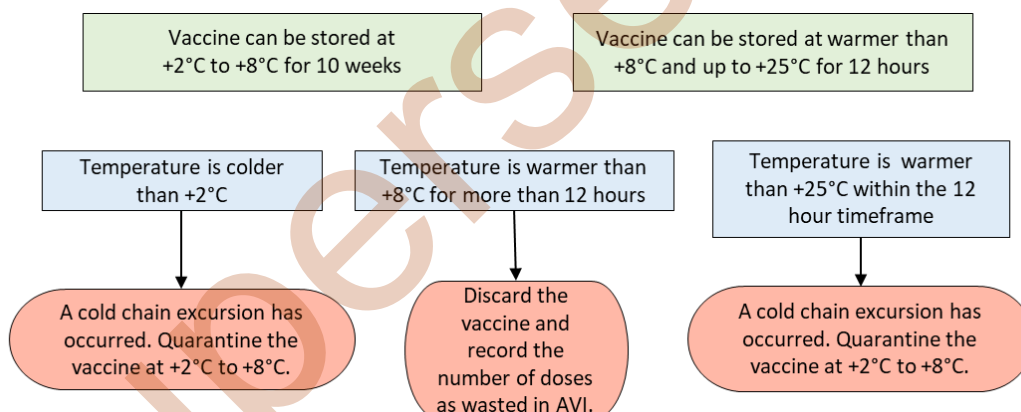 Vaccine can be stored at
+2°C to +8°C for 10 weeks
Vaccine can be stored at warmer than
+8°C and up to +25°C for 12 hours
Temperature is colder
than +2°C
Temperature is warmer than
+8°C for more than 12 hours
Temperature is warmer
than +25°C within the 12
hour timeframe
A cold chain excursion has
occurred. Quarantine the
vaccine at +2°C to +8°C.
Discard the
vaccine and
record the
number of doses
as wasted in AVI.
A cold chain excursion has
occurred. Quarantine the
vaccine at +2°C to +8°C.
perse